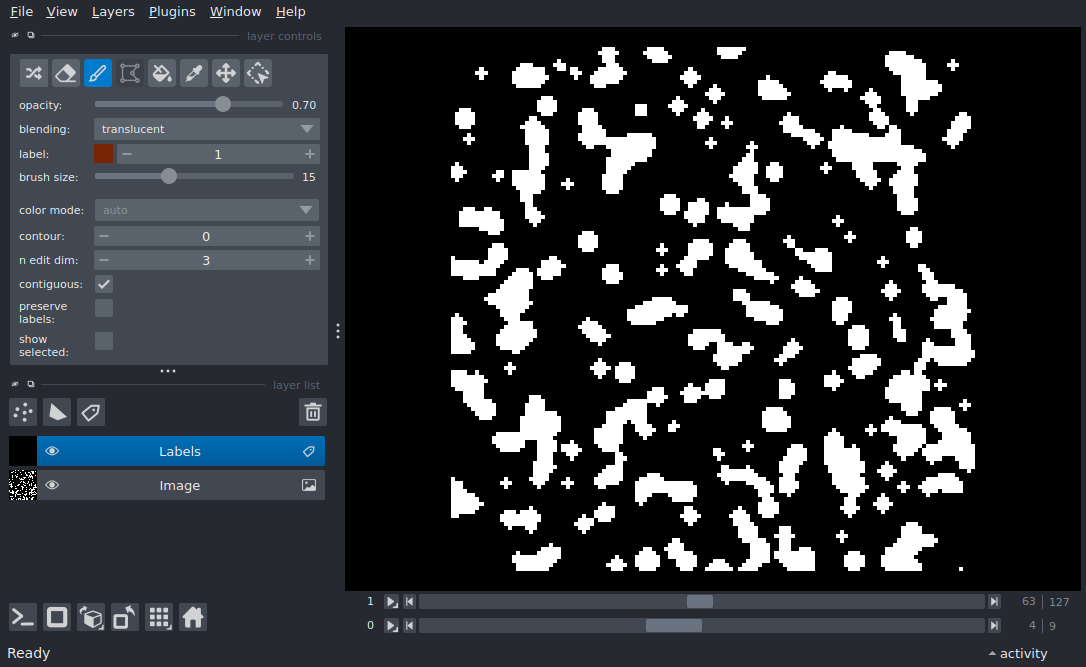 File View Layers Plugins Window Help
layer controls
opacity: 0.70
blending: translucent
label: 1
brush size: 15
color mode: auto
contour: 0
n edit dim: 3
contiguous:
preserve
labels:
show
selected:
layer list
Labels
Image
1 63 127
0 4 9
Ready activity